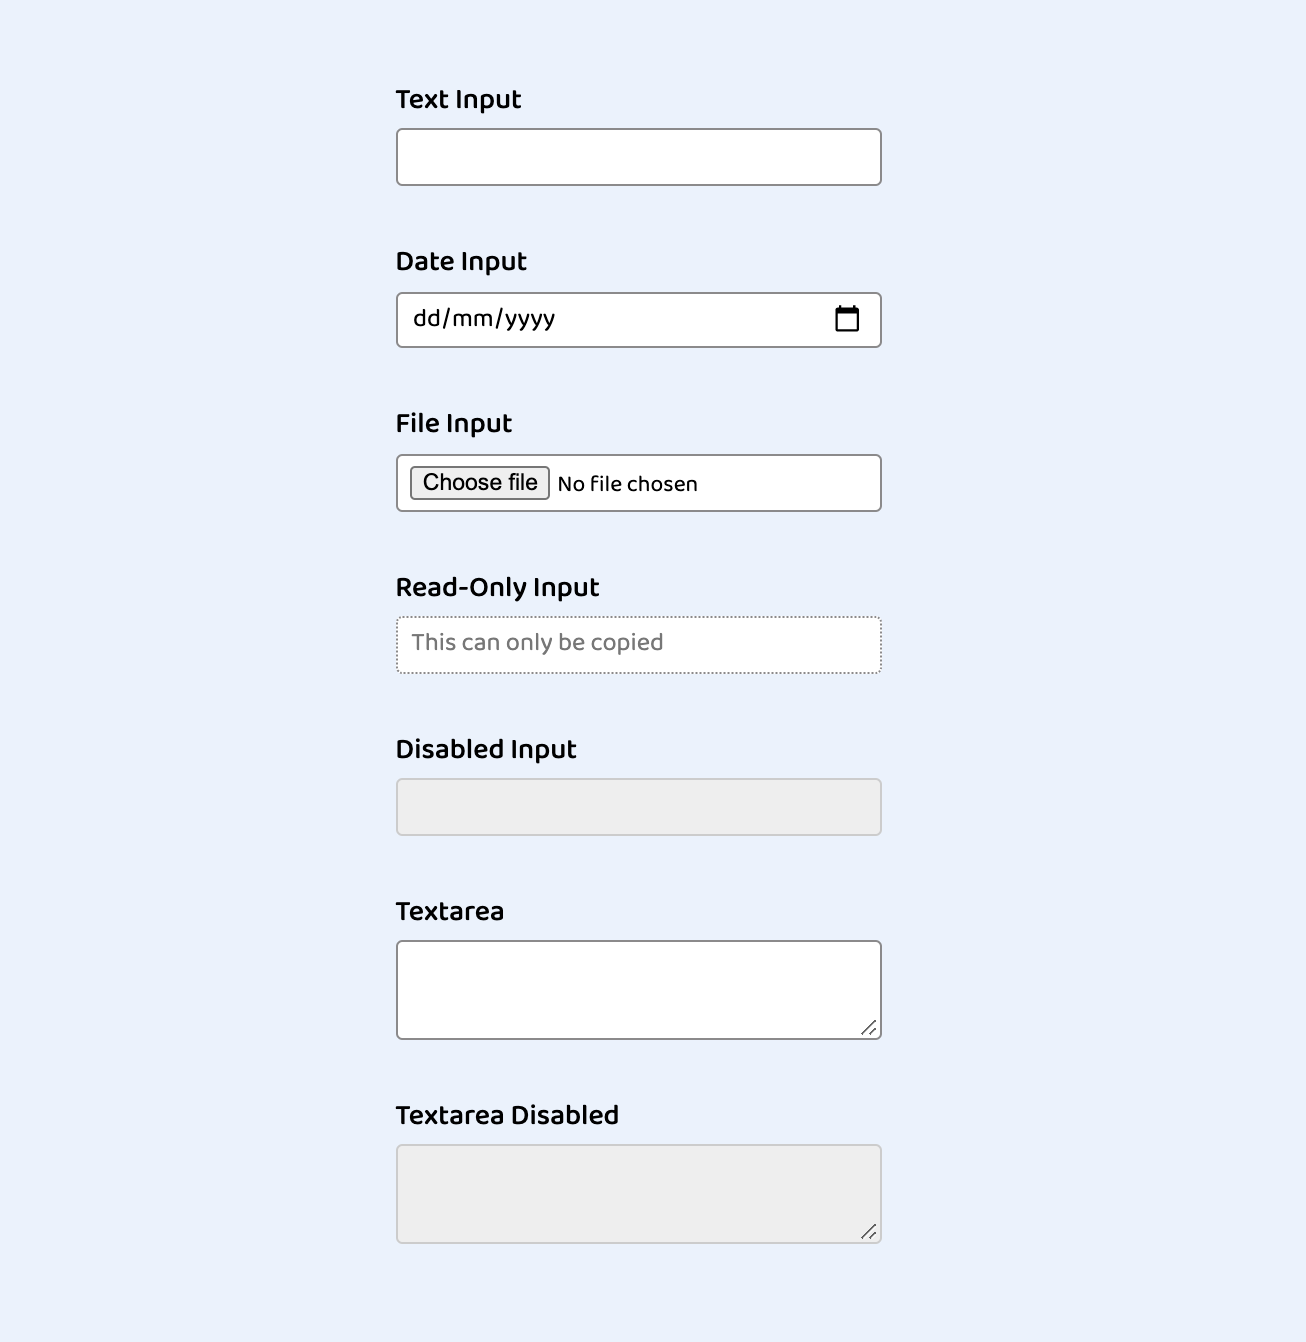 Text Input
Date Input
dd/mm/yyyy
File Input
Choose file No file chosen
Read-Only Input
This can only be copied
Disabled Input
Textarea
Textarea Disabled